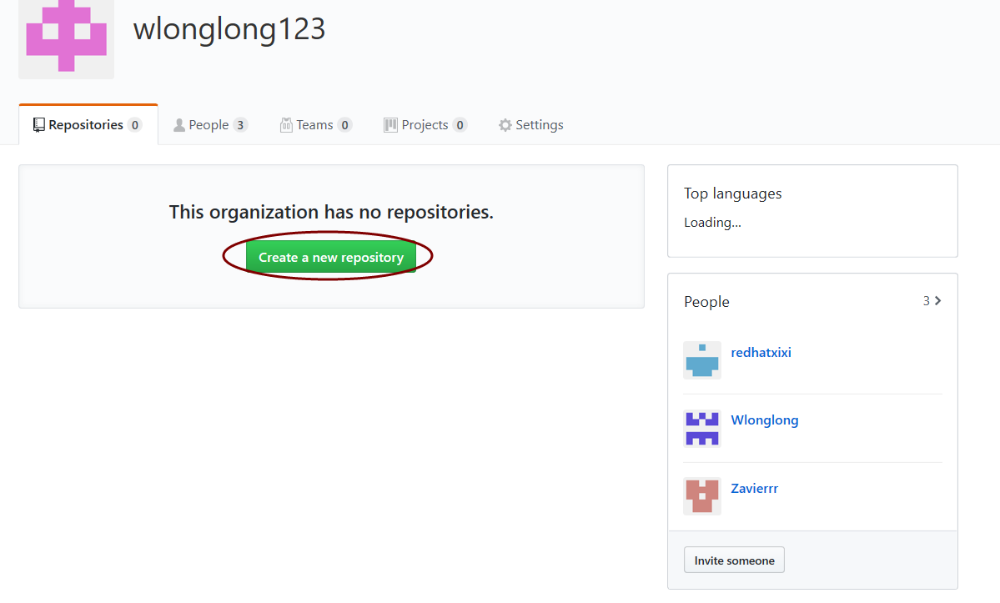 wlonglong123
Repositories 0 People 3 Teams 0 Projects 0 Settings
This organization has no repositories.
Create a new repository
Top languages
Loading...
People 3
redhatxixi
Wlonglong
Zavierrr
Invite someone